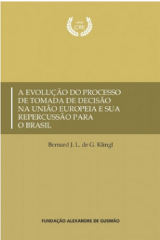 CAE
A EVOLUÇÃO DO PROCESSO
DE TOMADA DE DECISÃO
NA UNIÃO EUROPEIA E SUA
REPERCUSSÃO PARA
O BRASIL
Bernard J. L. de G. Klingl
FUNDAÇÃO ALEXANDRE DE GUSMÃO